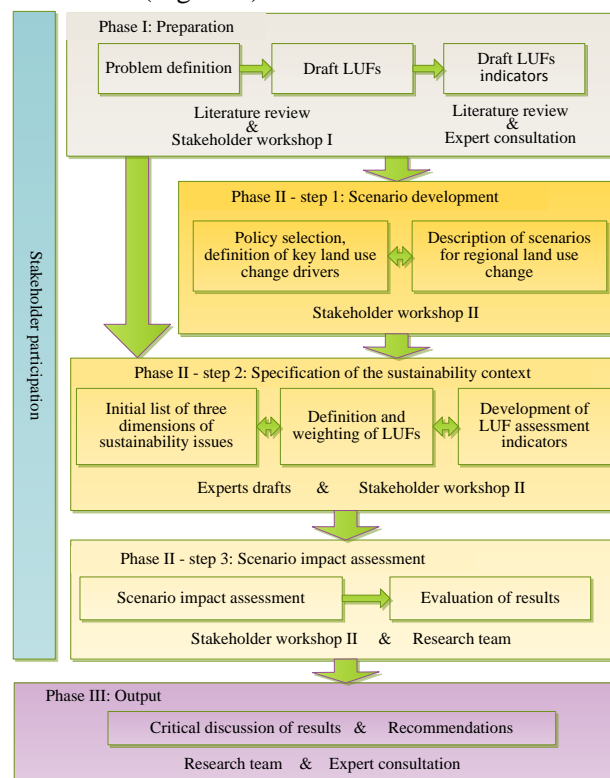 Phase I: Preparation
Problem definition
Draft LUFs
Draft LUFs
indicators
Literature review
&
Stakeholder workshop I
Literature review
&
Expert consultation
Stakeholder participation
Phase II - step 1: Scenario development
Policy selection,
definition of key land use
change drivers
Description of scenarios
for regional land use
change
Stakeholder workshop II
Phase II - step 2: Specification of the sustainability context
Initial list of three
dimensions of
sustainability issues
Definition and
weighting of LUFs
Development of
LUF assessment
indicators
Experts drafts & Stakeholder workshop II
Phase II - step 3: Scenario impact assessment
Scenario impact assessment
Evaluation of results
Stakeholder workshop II & Research team
Phase III: Output
Critical discussion of results & Recommendations
Research team & Expert consultation